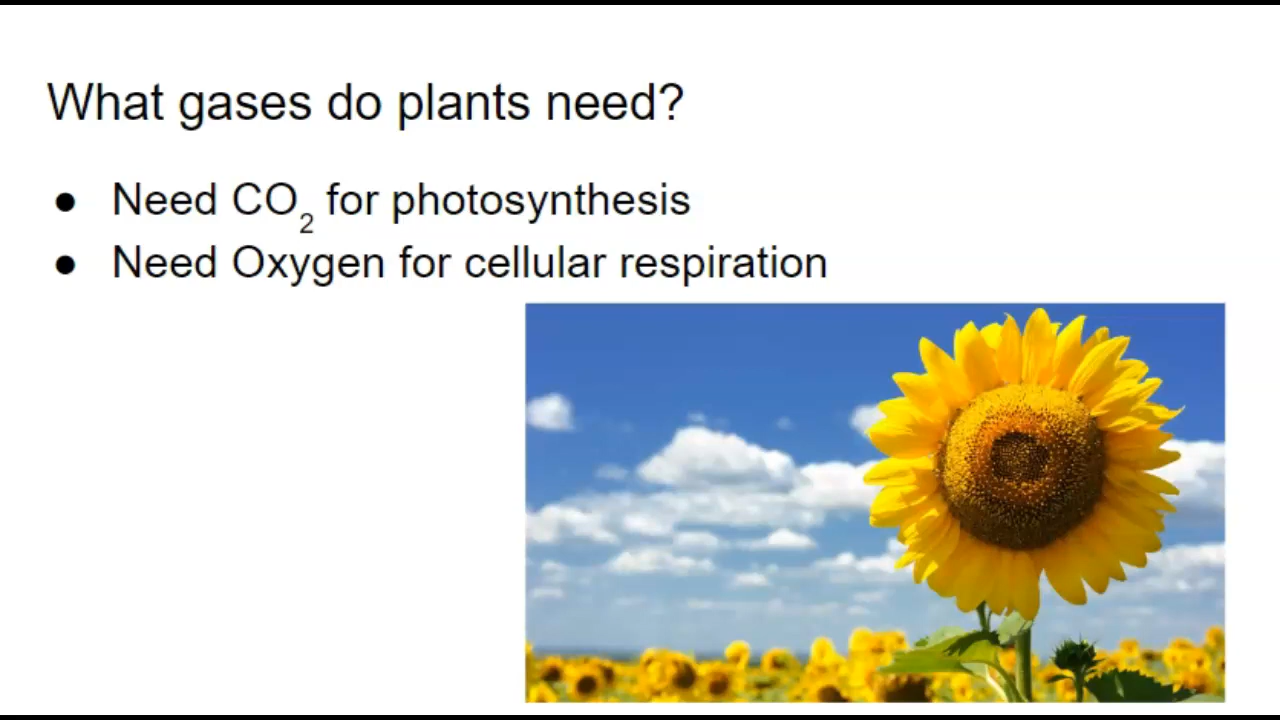 What gases do plants need?
● Need CO₂ for photosynthesis
● Need Oxygen for cellular respiration